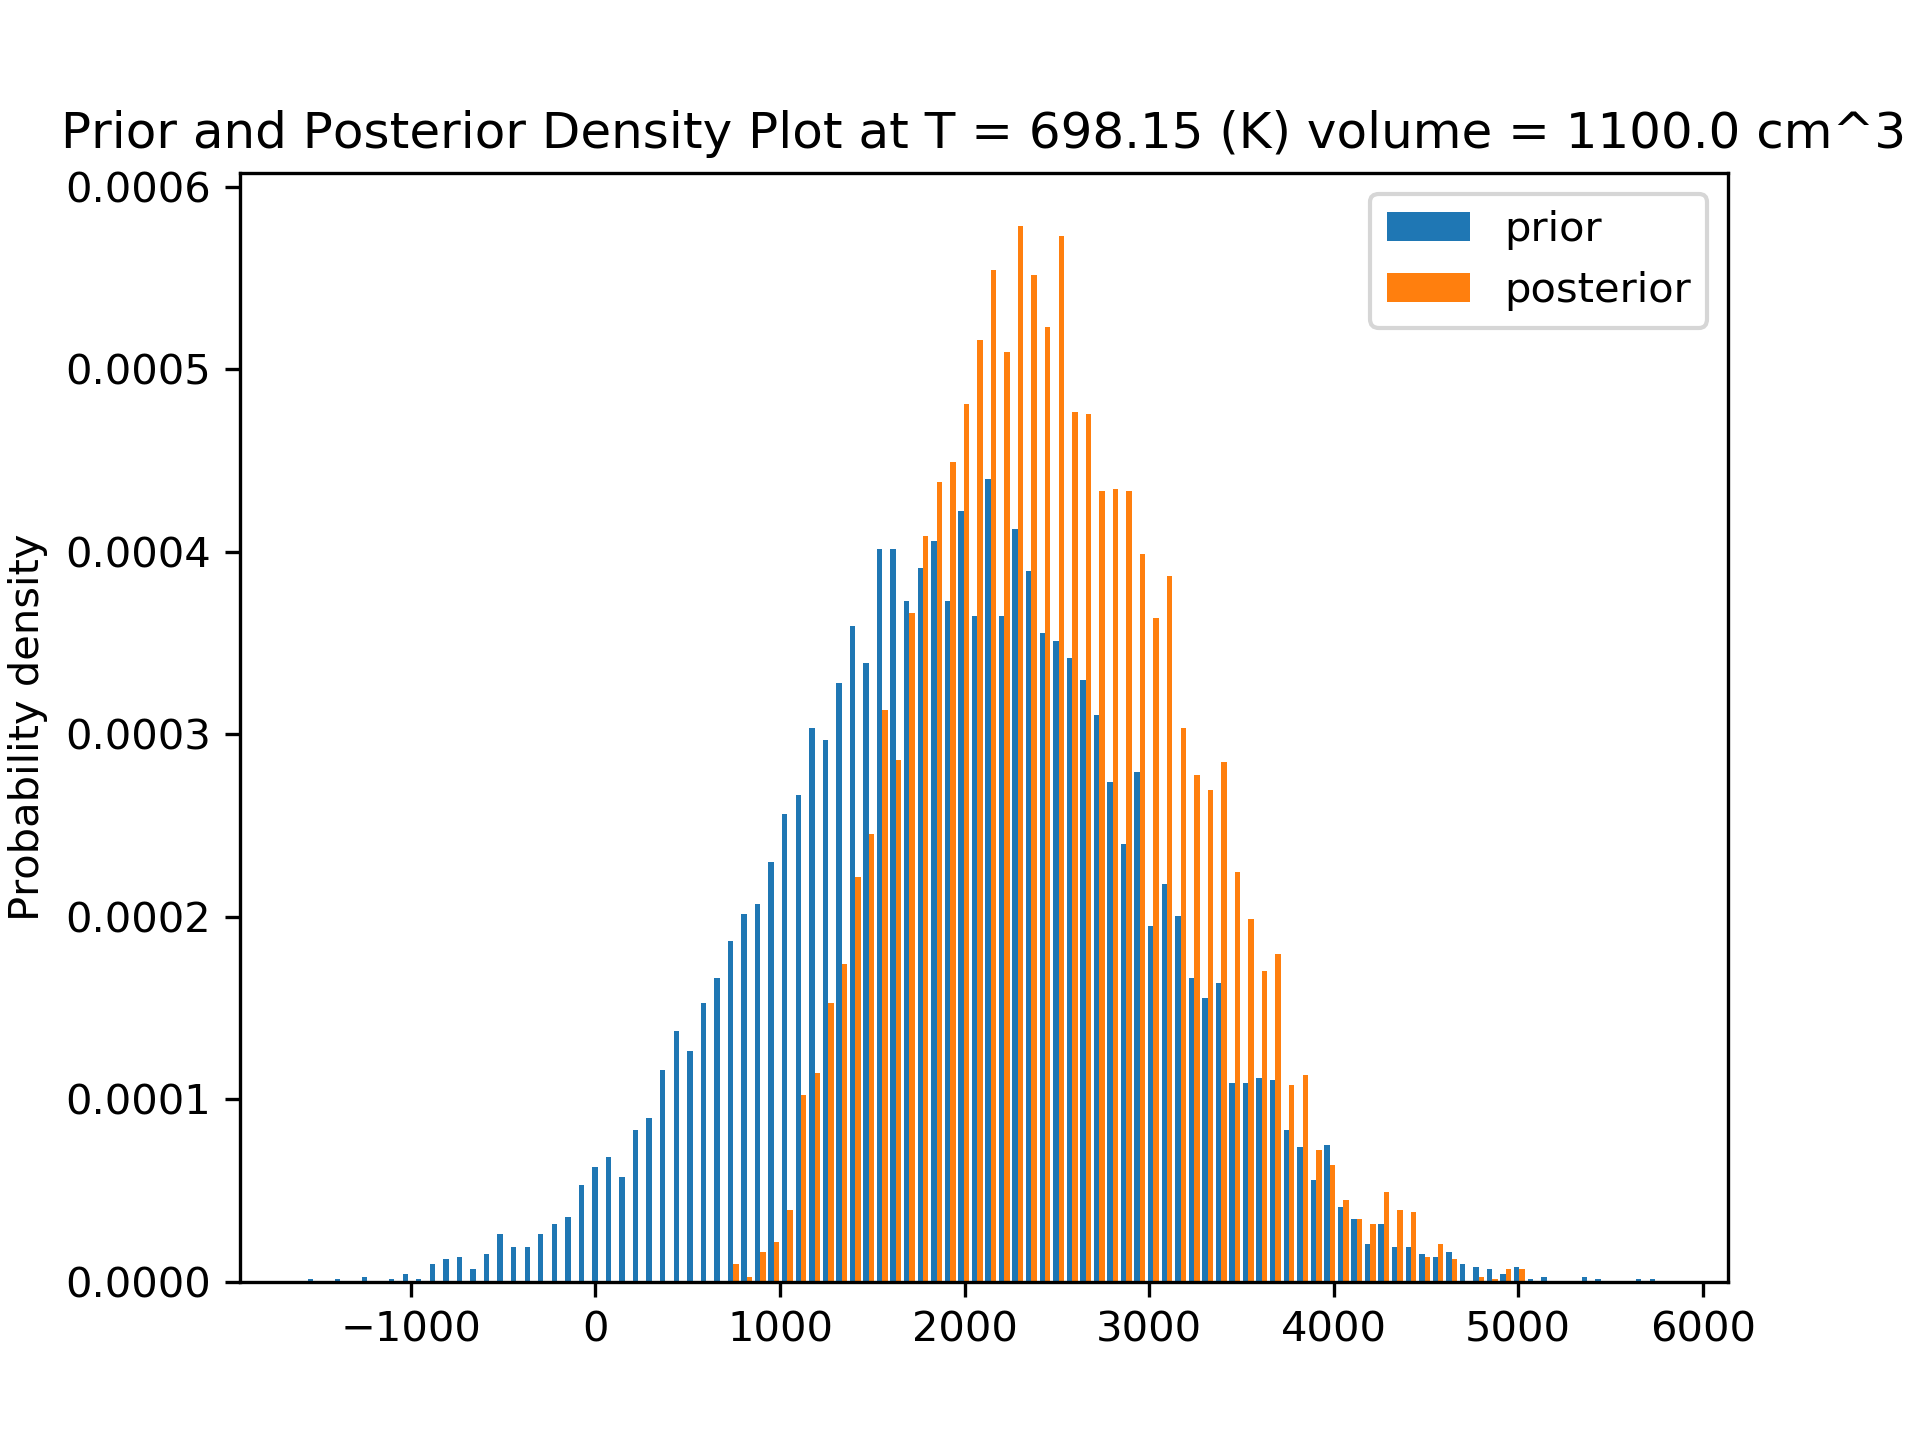 Prior and Posterior Density Plot at T = 698.15 (K) volume = 1100.0 cm^3
prior
posterior
Probability density
0.0006
0.0005
0.0004
0.0003
0.0002
0.0001
0.0000
−1000 0 1000 2000 3000 4000 5000 6000